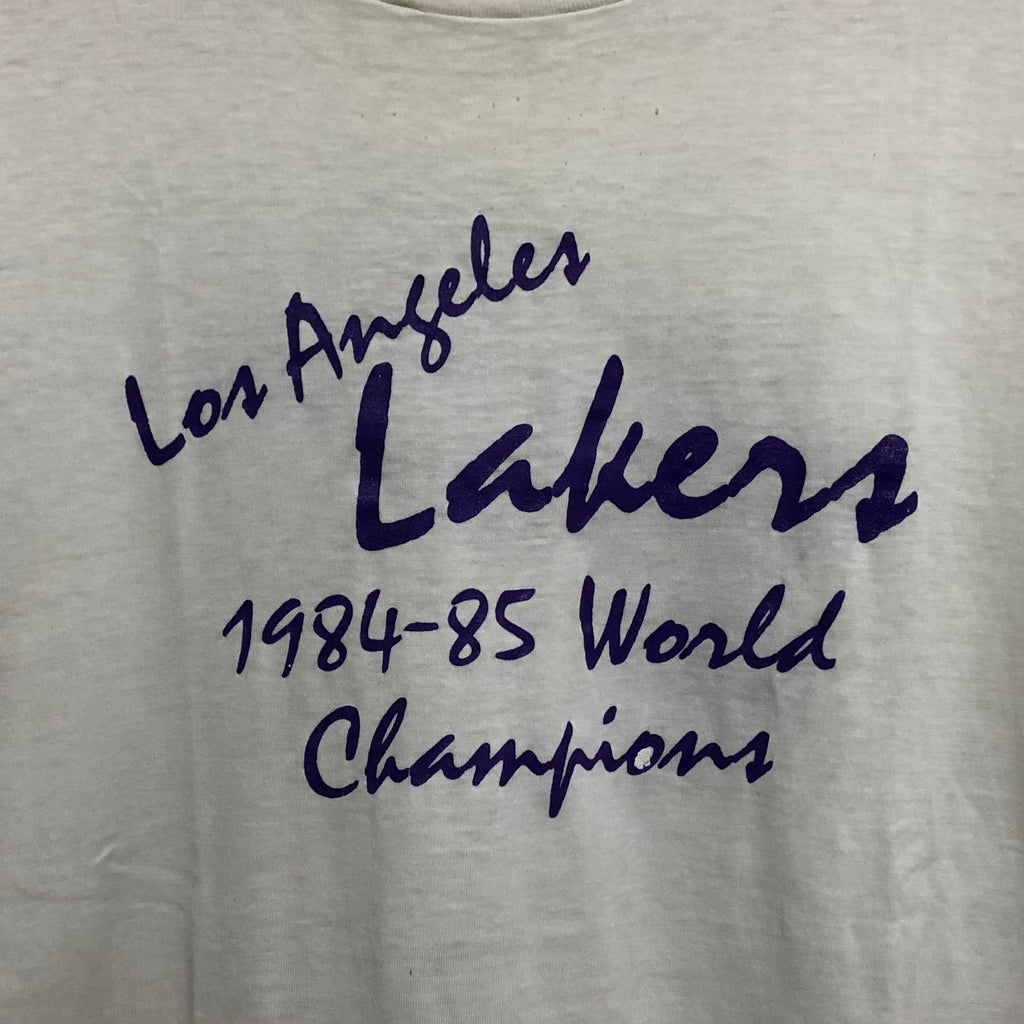 Los Angeles
Lakers
1984-85 World
Champions